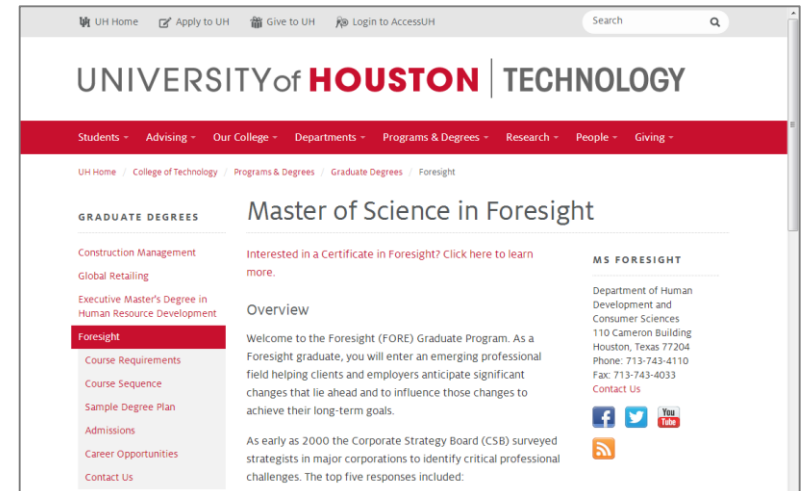 UH Home Apply to UH Give to UH Login to AccessUH Search
UNIVERSITY of HOUSTON TECHNOLOGY
Students Advising Our College Departments Programs & Degrees Research People Giving
UH Home / College of Technology / Programs & Degrees / Graduate Degrees / Foresight
GRADUATE DEGREES
Construction Management
Global Retailing
Executive Master's Degree in
Human Resource Development
Foresight
Course Requirements
Course Sequence
Sample Degree Plan
Admissions
Career Opportunities
Contact Us
Master of Science in Foresight
Interested in a Certificate in Foresight? Click here to learn
more.
Overview
Welcome to the Foresight (FORE) Graduate Program. As a
Foresight graduate, you will enter an emerging professional
field helping clients and employers anticipate significant
changes that lie ahead and to influence those changes to
achieve their long-term goals.
As early as 2000 the Corporate Strategy Board (CSB) surveyed
strategists in major corporations to identify critical professional
challenges. The top five responses included:
MS FORESIGHT
Department of Human
Development and
Consumer Sciences
110 Cameron Building
Houston, Texas 77204
Phone: 713-743-4110
Fax: 713-743-4033
Contact Us
You
Tube